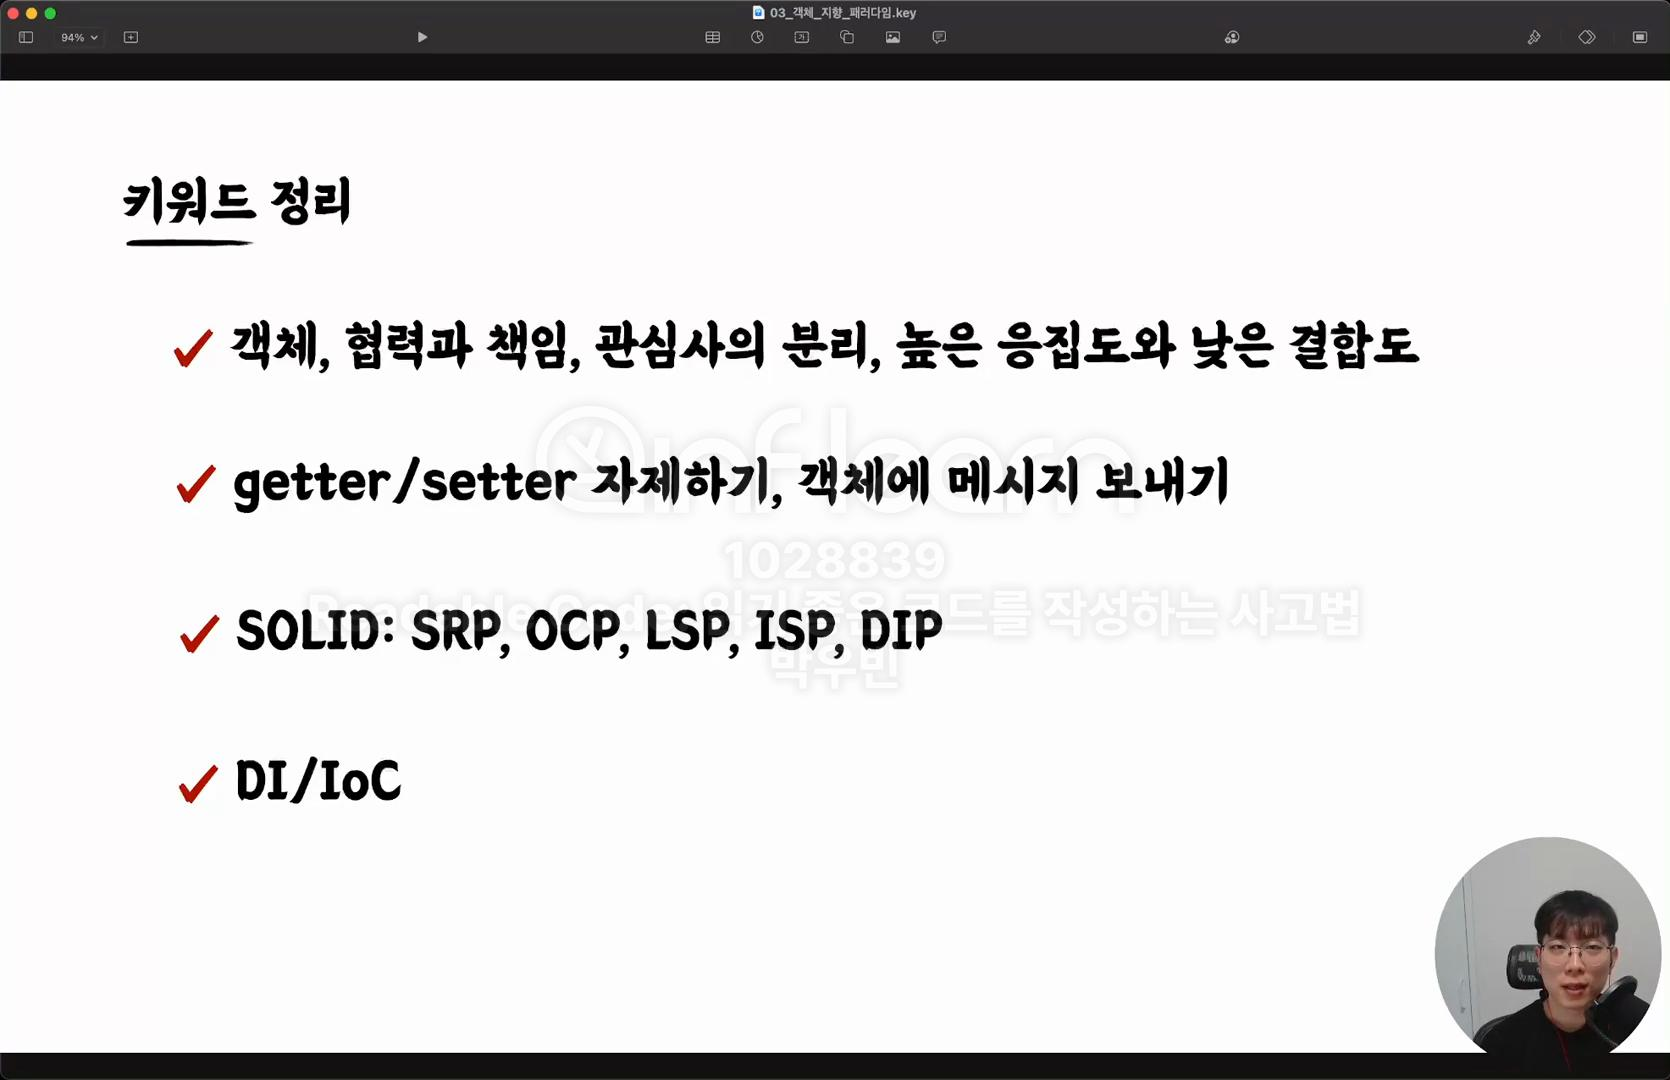 03_객체_지향_패러다임.key
94%
키워드 정리
객체, 협력과 책임, 관심사의 분리, 높은 응집도와 낮은 결합도
getter/setter 자제하기, 객체에 메시지 보내기
inflearn
1028839
Readable Code: 읽기 좋은 코드를 작성하는 사고법
SOLID: SRP, OCP, LSP, ISP, DIP
박우빈
DI/IoC